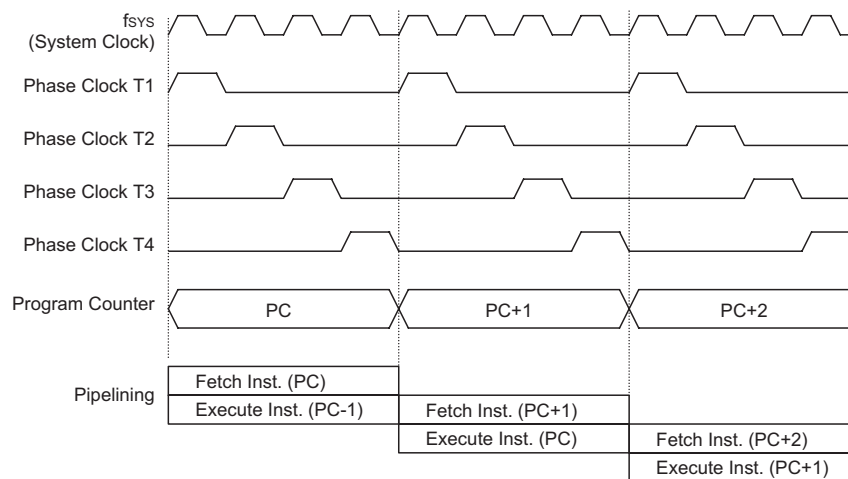 fSYS
(System Clock)
Phase Clock T1
Phase Clock T2
Phase Clock T3
Phase Clock T4
Program Counter
PC
PC+1
PC+2
Pipelining
Fetch Inst. (PC)
Execute Inst. (PC-1)
Fetch Inst. (PC+1)
Execute Inst. (PC)
Fetch Inst. (PC+2)
Execute Inst. (PC+1)